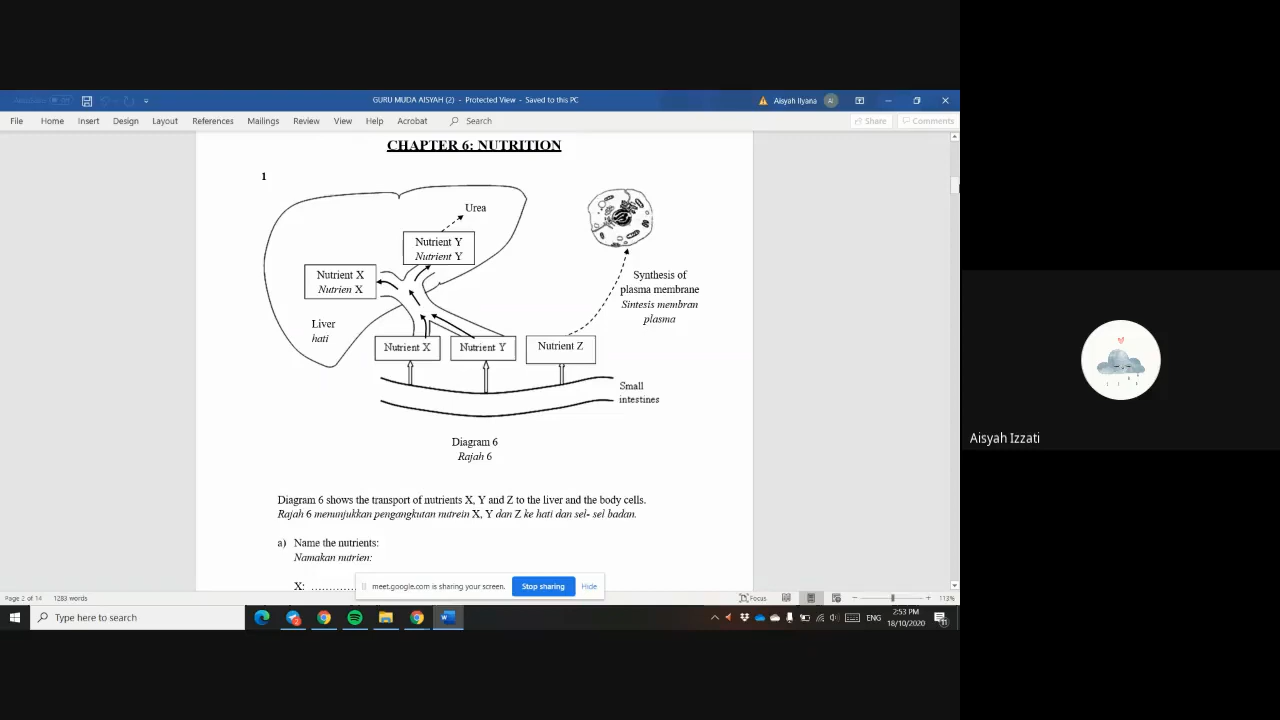 GURU MUDA AISYAH (2) - Protected View - Saved to this PC
Aisyah Ilyana
AI
File Home Insert Design Layout References Mailings Review View Help Acrobat Search
Share
Comments
CHAPTER 6: NUTRITION
1
Urea
Nutrient Y
Nutrient Y
Nutrient X
Nutrien X
Synthesis of
plasma membrane
Sintesis membran
plasma
Liver
hati
Nutrient X
Nutrient Y
Nutrient Z
Small
intestines
Diagram 6
Rajah 6
Diagram 6 shows the transport of nutrients X, Y and Z to the liver and the body cells.
Rajah 6 menunjukkan pengangkutan nutrein X, Y dan Z ke hati dan sel- sel badan.
a) Name the nutrients:
Namakan nutrien:
X: ............
meet.google.com is sharing your screen.
Stop sharing
Hide
Page 2 of 14 1283 words
Focus
113%
Type here to search
ENG
2:53 PM
18/10/2020
Aisyah Izzati